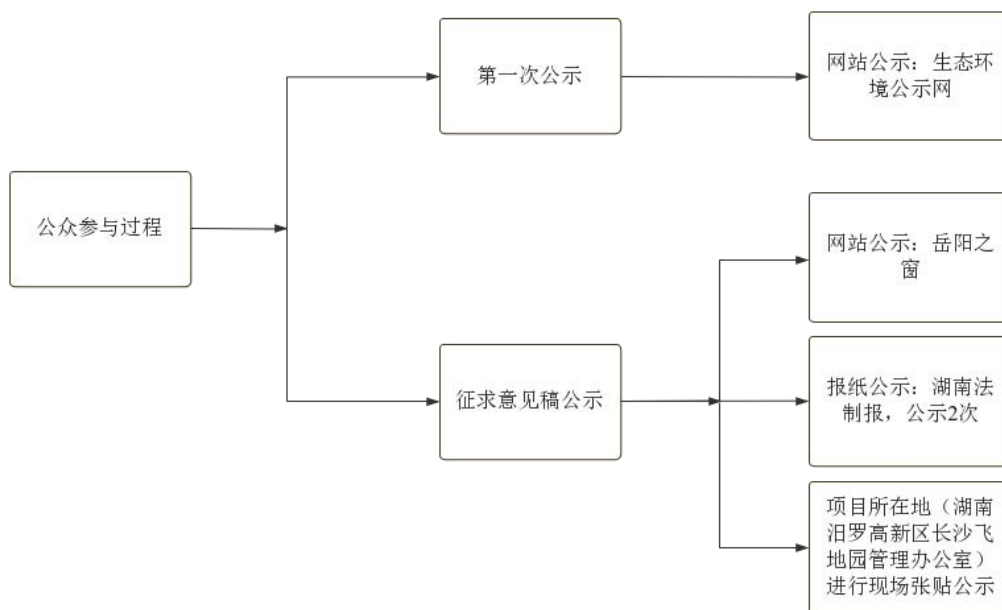 第一次公示
网站公示：生态环
境公示网
公众参与过程
网站公示：岳阳之
窗
征求意见稿公示
报纸公示：湖南法
制报，公示2次
项目所在地（湖南
汨罗高新区长沙飞
地园管理办公室）
进行现场张贴公示